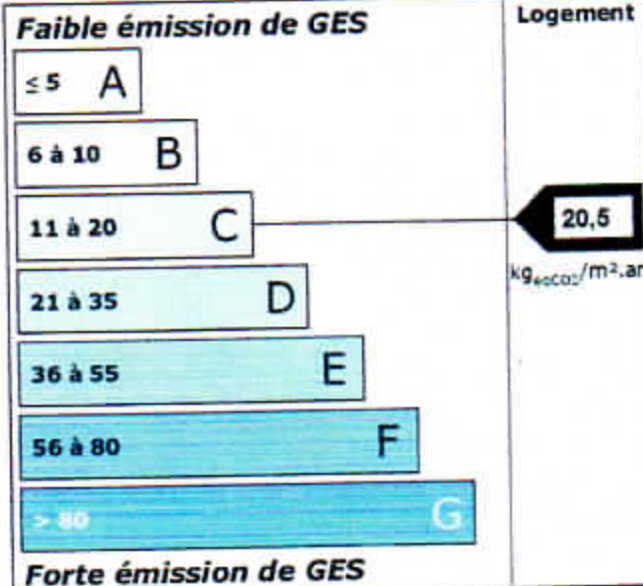 Faible émission de GES
Logement
≤ 5 A
6 à 10 B
11 à 20 C
20,5
kgéqCO2/m².an
21 à 35 D
36 à 55 E
56 à 80 F
> 80 G
Forte émission de GES